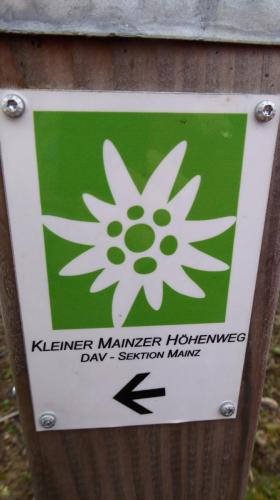 KLEINER MAINZER HÖHENWEG
DAV - SEKTION MAINZ